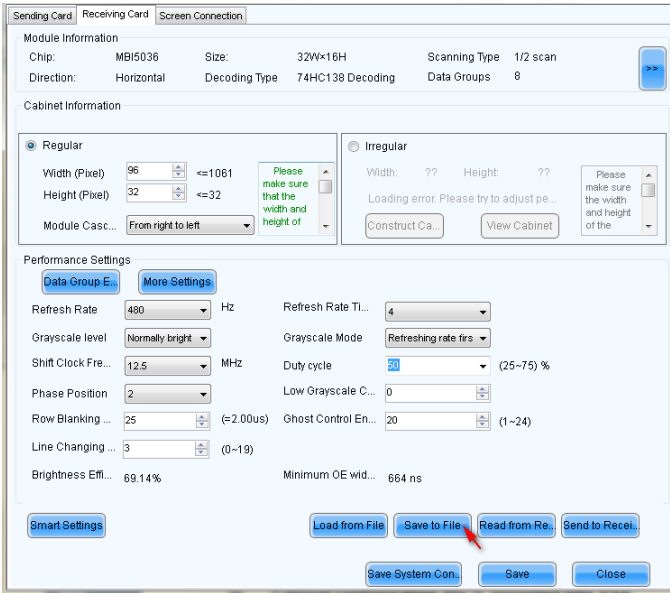 Sending Card Receiving Card Screen Connection
Module Information
Chip: MBI5036 Size: 32W×16H Scanning Type 1/2 scan
Direction: Horizontal Decoding Type 74HC138 Decoding Data Groups 8
>>
Cabinet Information
Regular
Width (Pixel) 96 <=1061
Height (Pixel) 32 <=32
Module Casc... From right to left
Please
make sure
that the
width and
height of
Irregular
Width: ?? Height: ??
Loading error. Please try to adjust pe...
Construct Ca... View Cabinet
Please
make sure
the width
and height
of the
Performance Settings
Data Group E... More Settings
Refresh Rate 480 Hz Refresh Rate Ti... 4
Grayscale level Normally bright Grayscale Mode Refreshing rate firs
Shift Clock Fre... 12.5 MHz Duty cycle 50 (25~75) %
Phase Position 2 Low Grayscale C... 0
Row Blanking ... 25 (=2.00us) Ghost Control En... 20 (1~24)
Line Changing ... 3 (0~19)
Brightness Effi... 69.14% Minimum OE wid... 664 ns
Smart Settings Load from File Save to File Read from Re... Send to Recei...
Save System Con... Save Close